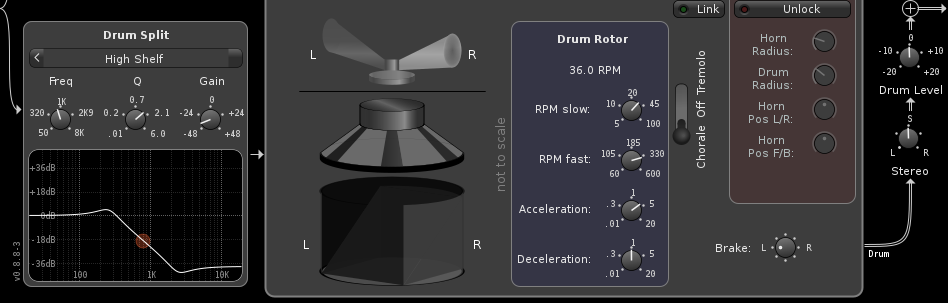 Drum Split
< High Shelf
Freq Q Gain
1K 0.7 0
320 2K9 0.2 2.1 -24 +24
50 8K .01 6.0 -48 +48
+36dB
+18dB
0dB
-18dB
-36dB
100 1K 10K
v0.8.8-3
L R
L R
not to scale
Drum Rotor
36.0 RPM
RPM slow: 20
10 45
5 100
RPM fast: 185
105 330
60 600
Acceleration: 1
.3 5
.01 20
Deceleration: 1
.3 5
.01 20
Chorale Off Tremolo
Link
Unlock
Horn
Radius:
Drum
Radius:
Horn
Pos L/R:
Horn
Pos F/B:
Brake: L R
0
-10 +10
-20 +20
Drum Level
S
L R
Stereo
Drum